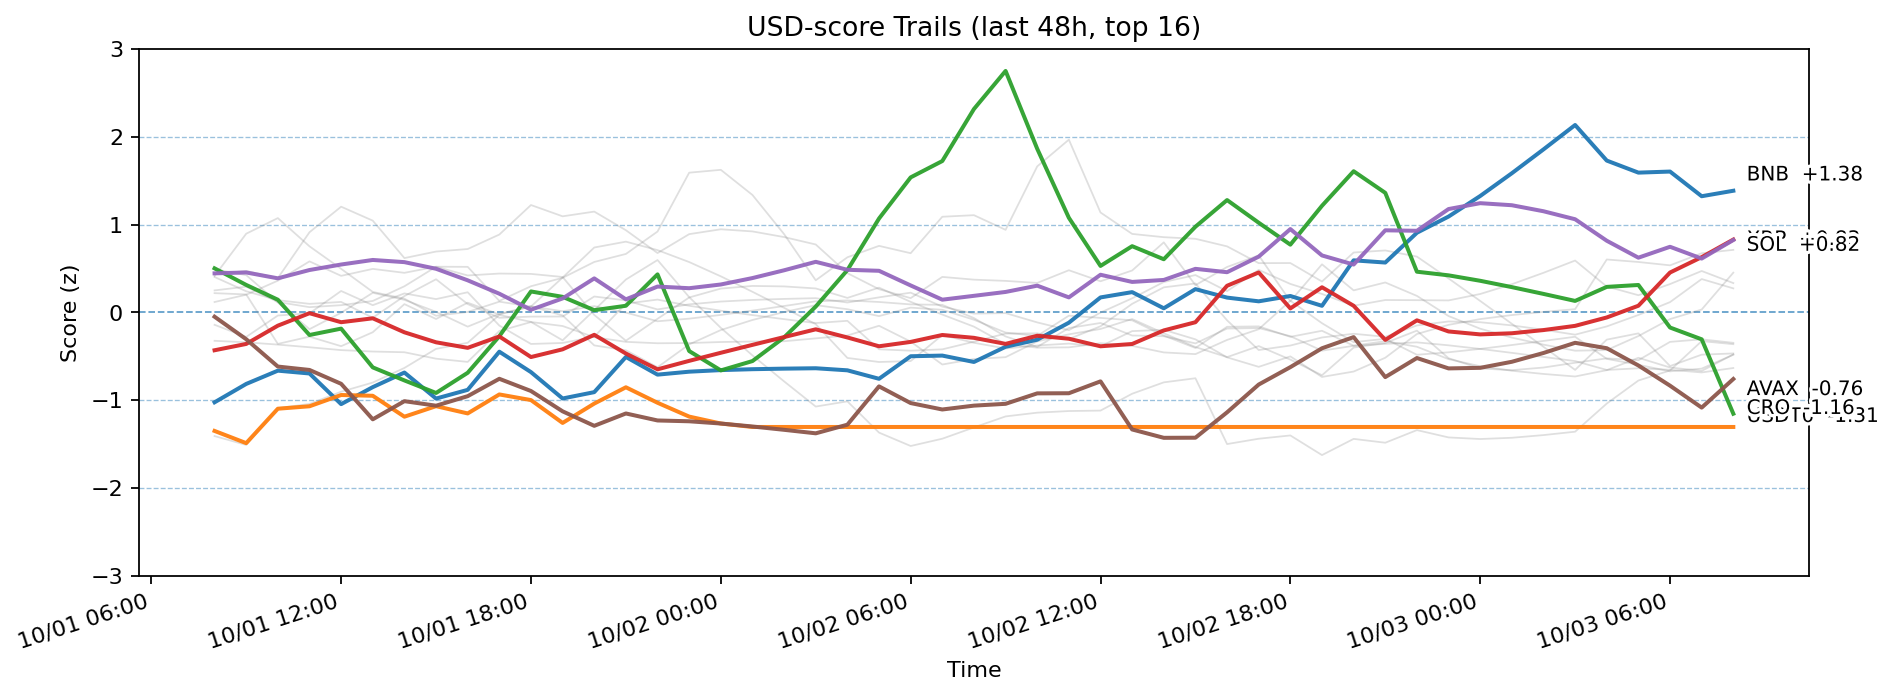 USD-score Trails (last 48h, top 16)
Score (z)
3
2
1
0
−1
−2
−3
BNB +1.38
SOL +0.82
AVAX -0.76
CRO -1.16
10/01 06:00
10/01 12:00
10/01 18:00
10/02 00:00
10/02 06:00
10/02 12:00
10/02 18:00
10/03 00:00
10/03 06:00
Time